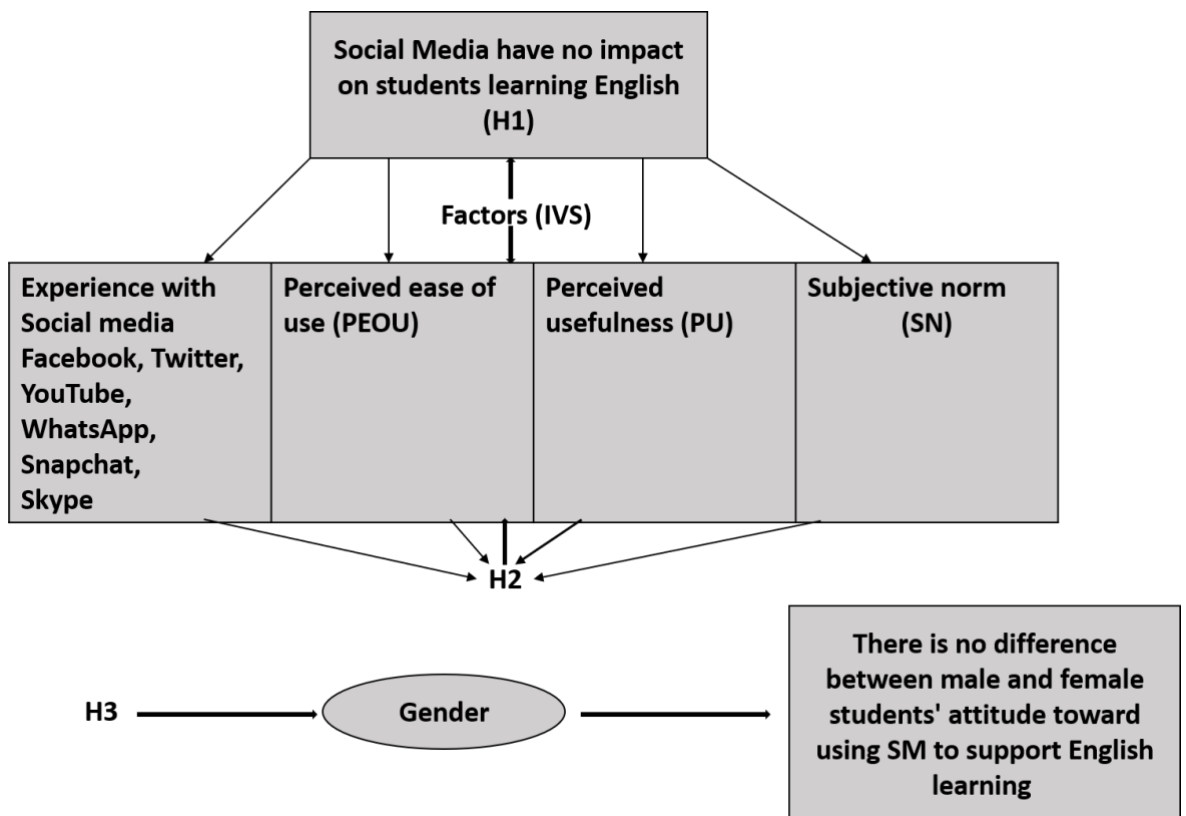 Social Media have no impact
on students learning English
(H1)
Factors (IVS)
Experience with
Social media
Facebook, Twitter,
YouTube,
WhatsApp,
Snapchat,
Skype
Perceived ease of
use (PEOU)
Perceived
usefulness (PU)
Subjective norm
(SN)
H2
H3
Gender
There is no difference
between male and female
students' attitude toward
using SM to support English
learning